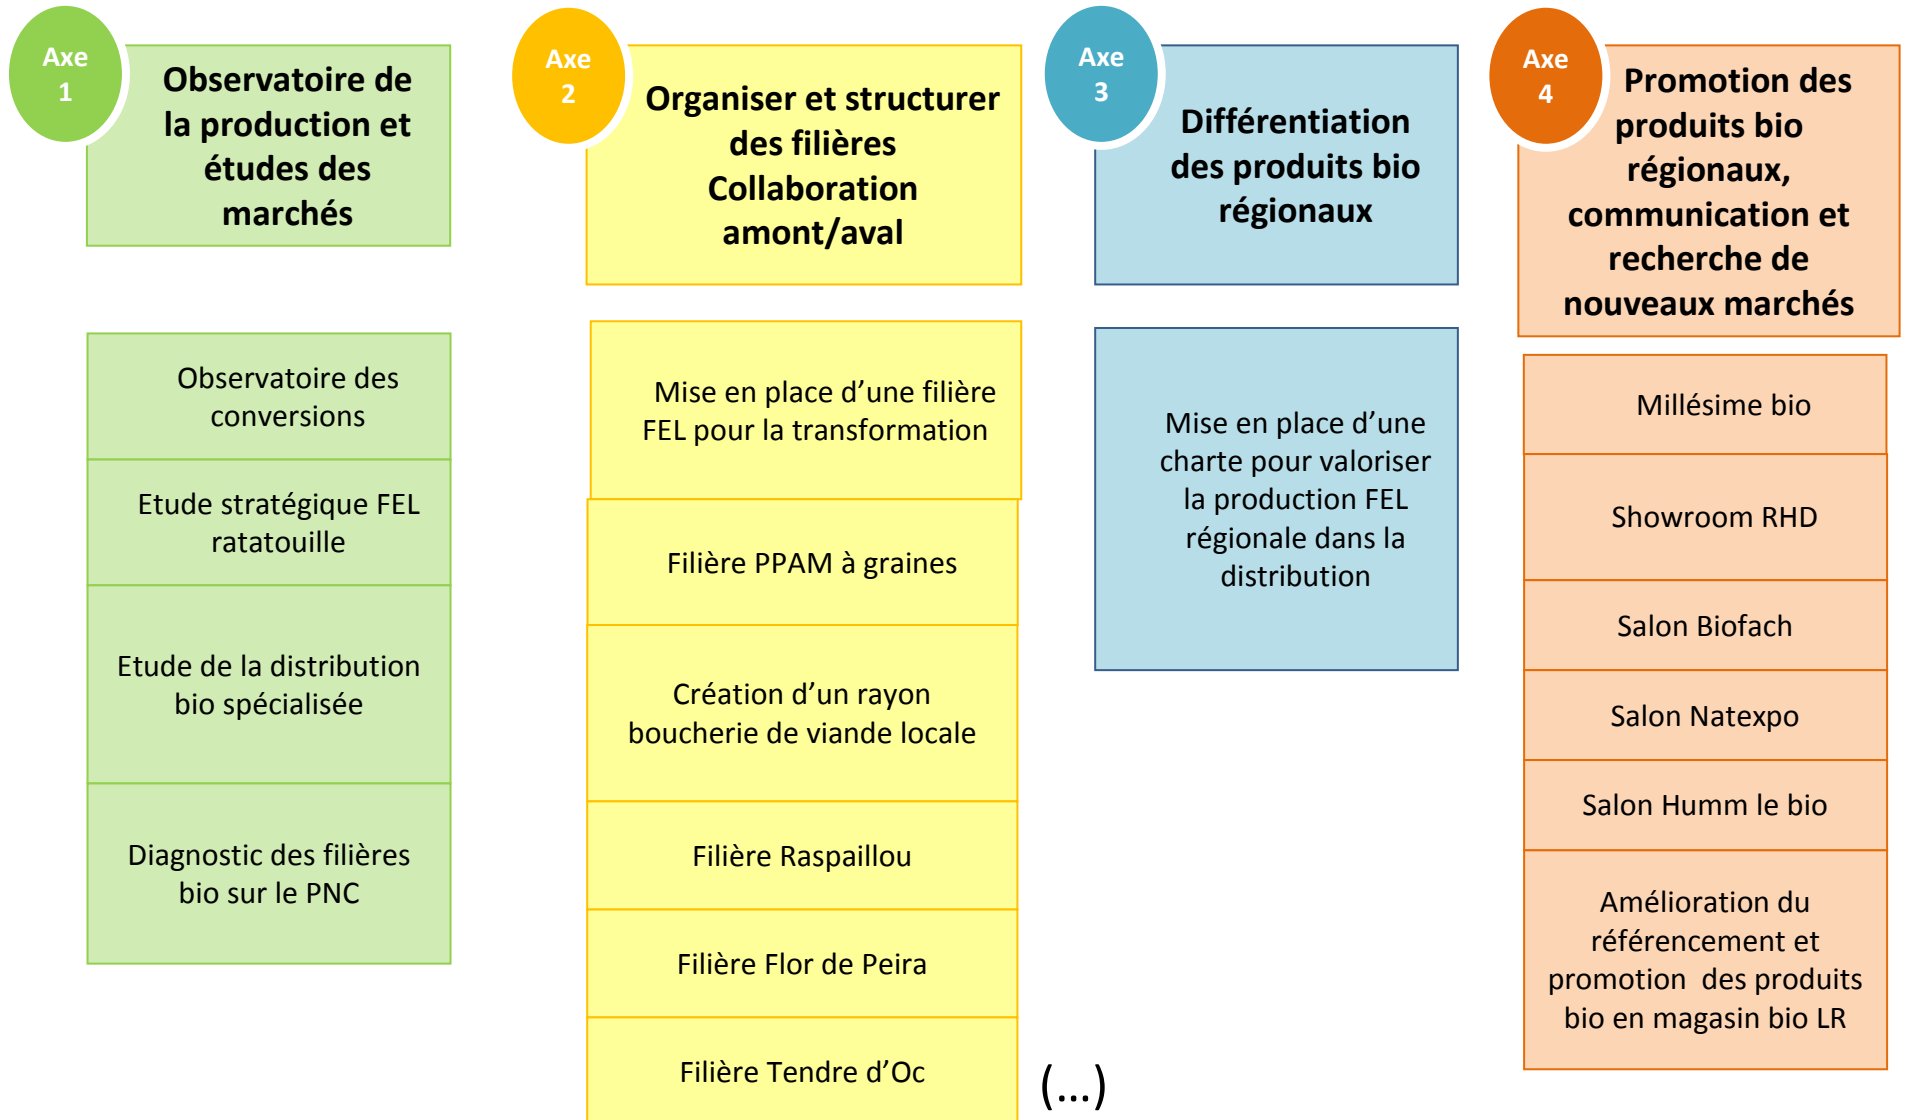 Axe
1
Observatoire de
la production et
études des
marchés
Observatoire des
conversions
Etude stratégique FEL
ratatouille
Etude de la distribution
bio spécialisée
Diagnostic des filières
bio sur le PNC
Axe
2
Organiser et structurer
des filières
Collaboration
amont/aval
Mise en place d’une filière
FEL pour la transformation
Filière PPAM à graines
Création d’un rayon
boucherie de viande locale
Filière Raspaillou
Filière Flor de Peira
Filière Tendre d’Oc
(...)
Axe
3
Différentiation
des produits bio
régionaux
Mise en place d’une
charte pour valoriser
la production FEL
régionale dans la
distribution
Axe
4
Promotion des
produits bio
régionaux,
communication et
recherche de
nouveaux marchés
Millésime bio
Showroom RHD
Salon Biofach
Salon Natexpo
Salon Humm le bio
Amélioration du
référencement et
promotion  des produits
bio en magasin bio LR